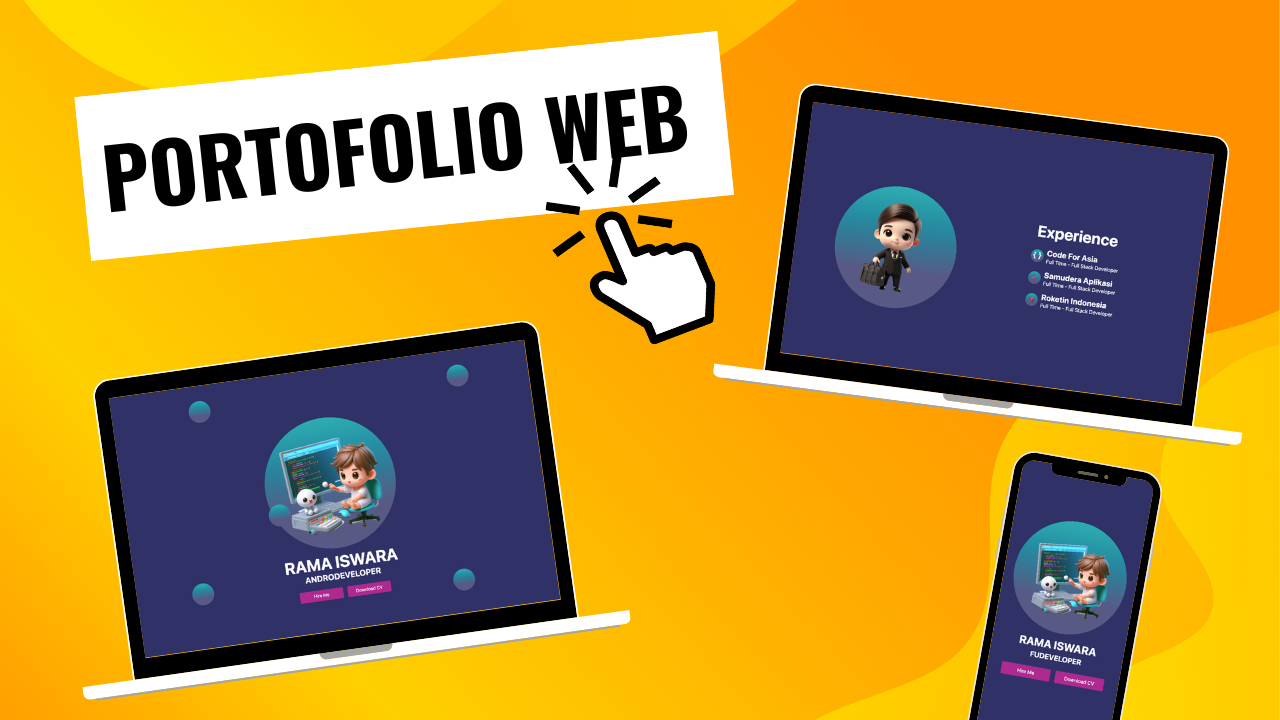 PORTOFOLIO WEB
Experience
Code For Asia
Full Time - Full Stack Developer
Samudera Aplikasi
Full Time - Full Stack Developer
Roketin Indonesia
Full Time - Full Stack Developer
RAMA ISWARA
ANDRODEVELOPER
Hire Me Download CV
RAMA ISWARA
FUDEVELOPER
Hire Me Download CV